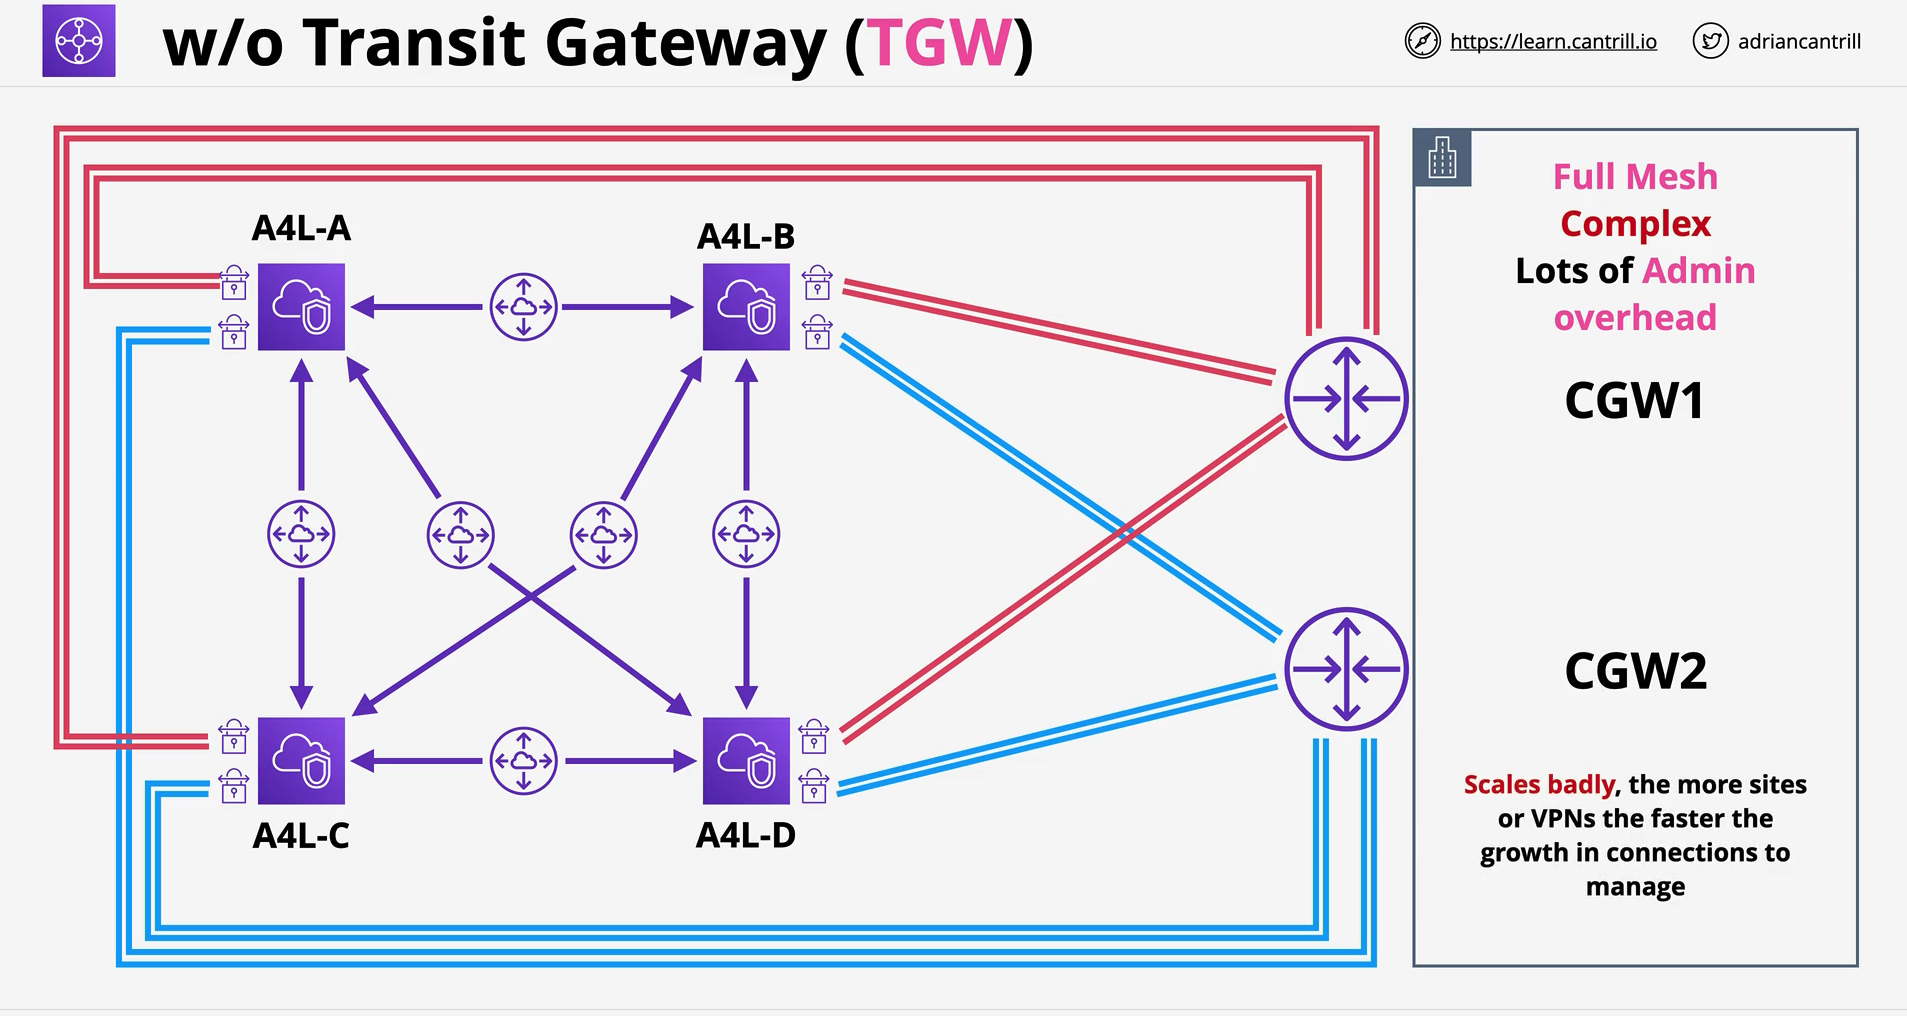 w/o Transit Gateway (TGW)
https://learn.cantrill.io
adriancantrill
A4L-A
A4L-B
A4L-C
A4L-D
Full Mesh
Complex
Lots of Admin
overhead
CGW1
CGW2
Scales badly, the more sites
or VPNs the faster the
growth in connections to
manage